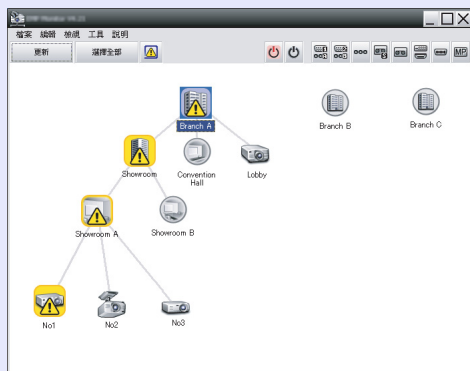 檔案 編輯 檢視 工具 說明
更新 選擇全部
MP
Branch A Branch B Branch C
Showroom Convention Hall Lobby
Showroom A Showroom B
No1 No2 No3